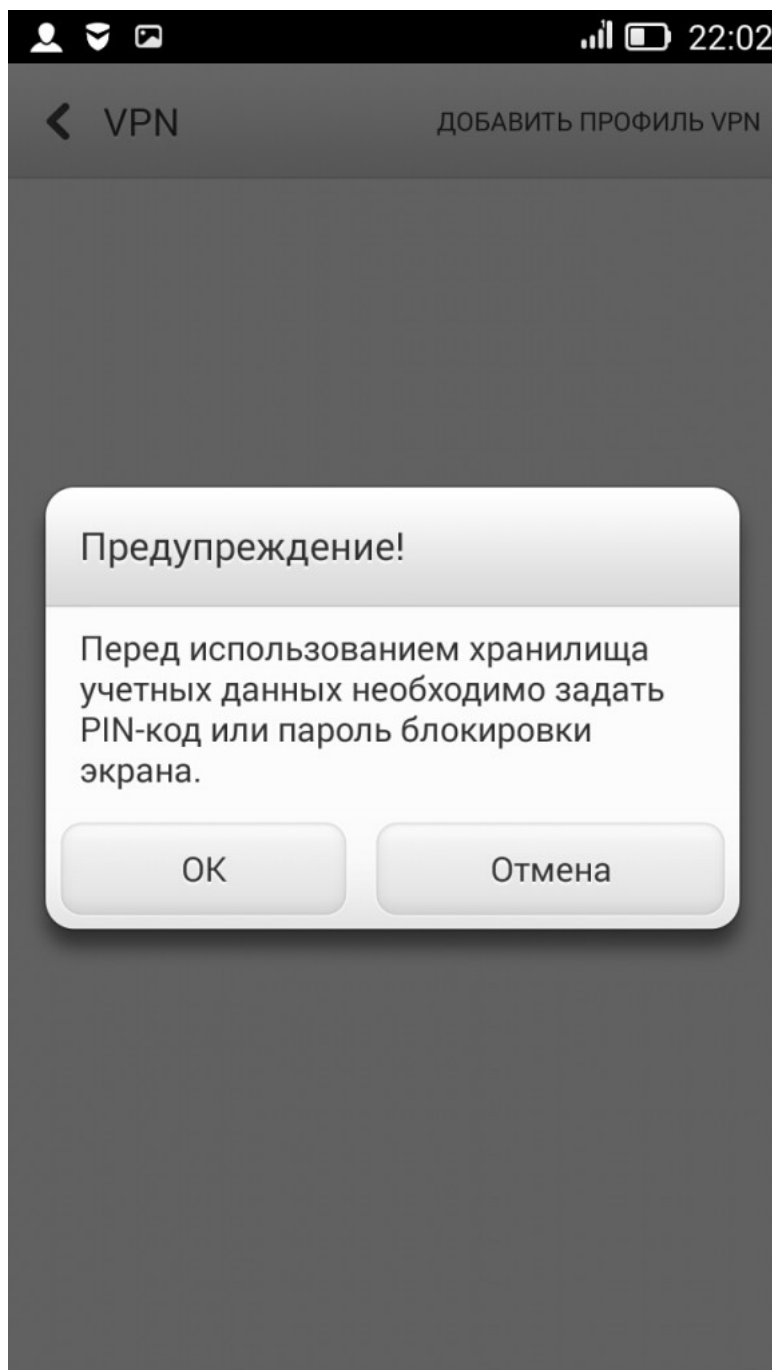 22:02
VPN
ДОБАВИТЬ ПРОФИЛЬ VPN
Предупреждение!
Перед использованием хранилища
учетных данных необходимо задать
PIN-код или пароль блокировки
экрана.
ОК
Отмена